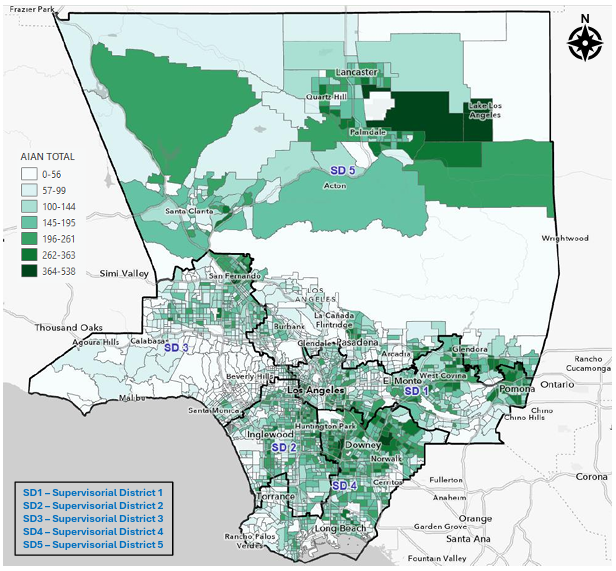 Frazier Park
N
Lancaster
Quartz Hill
Lake Los
Angeles
Palmdale
AIAN TOTAL
0-56
57-99
100-144
145-195
196-261
262-363
364-538
SD 5
Acton
Santa Clarita
Wrightwood
Simi Valley
San Fernando
LOS
ANGELES
La Cañada
Flintridge
Burbank
Thousand Oaks
Agoura Hills
Calabasas
SD 3
Glendale
Pasadena
Arcadia
Glendora
Rancho
Cucamonga
Beverly Hills
Los Angeles
E. Monte
West Covina
SD 1
Pomona
Ontario
Malibu
Santa Monica
Chino
Chino Hills
Huntington Park
Inglewood
SD 2
Downey
Norwalk
Corona
SD 4
Cerritos
Fullerton
Torrance
Anaheim
SD1 – Supervisorial District 1
SD2 – Supervisorial District 2
SD3 – Supervisorial District 3
SD4 – Supervisorial District 4
SD5 – Supervisorial District 5
Rancho Palos
Verdes
Long Beach
Orange
Garden Grove
Santa Ana
Fountain Valley